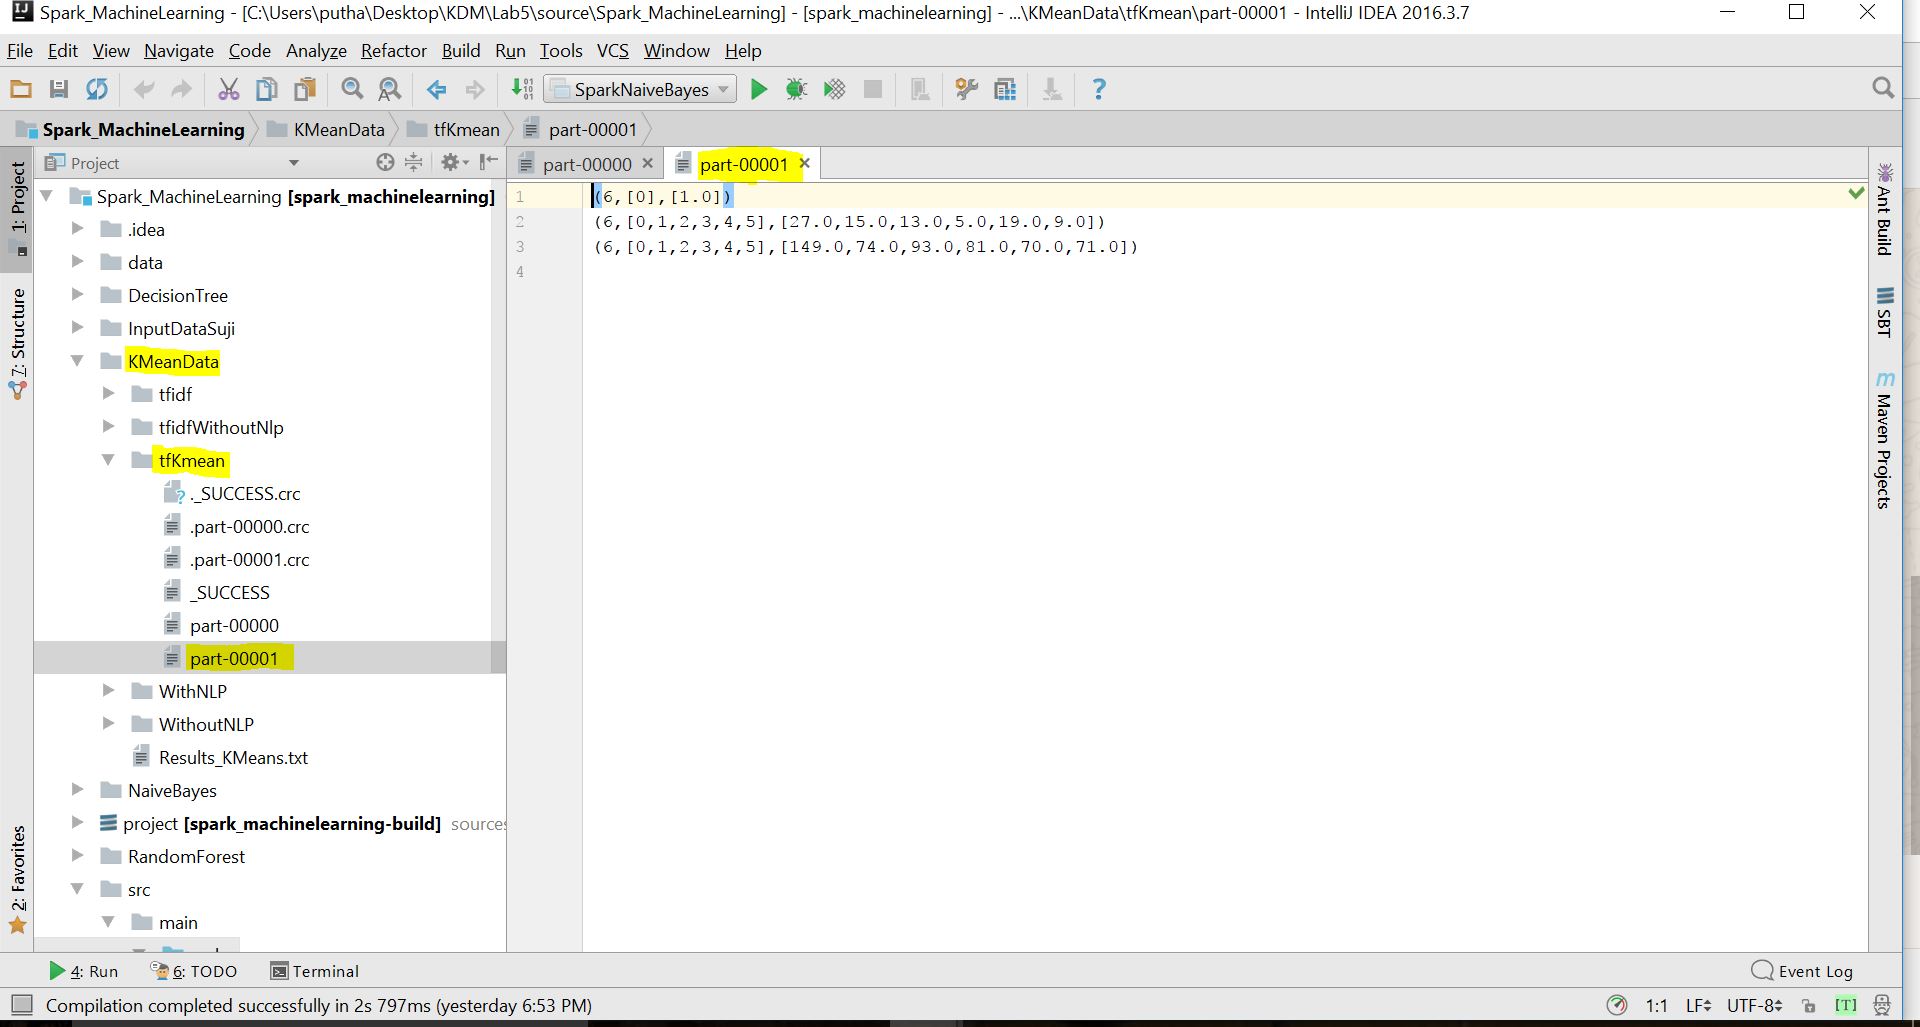 Spark_MachineLearning - [C:\Users\putha\Desktop\KDM\Lab5\source\Spark_MachineLearning] - [spark_machinelearning] - ...\KMeanData\tfKmean\part-00001 - IntelliJ IDEA 2016.3.7
File Edit View Navigate Code Analyze Refactor Build Run Tools VCS Window Help
SparkNaiveBayes
Spark_MachineLearning KMeanData tfKmean part-00001
Project
part-00000
part-00001
1: Project
7: Structure
2: Favorites
Spark_MachineLearning [spark_machinelearning]
.idea
data
DecisionTree
InputDataSuji
KMeanData
tfidf
tfidfWithoutNlp
tfKmean
._SUCCESS.crc
.part-00000.crc
.part-00001.crc
_SUCCESS
part-00000
part-00001
WithNLP
WithoutNLP
Results_KMeans.txt
NaiveBayes
project [spark_machinelearning-build] sources
RandomForest
src
main
1 (6,[0],[1.0])
2 (6,[0,1,2,3,4,5],[27.0,15.0,13.0,5.0,19.0,9.0])
3 (6,[0,1,2,3,4,5],[149.0,74.0,93.0,81.0,70.0,71.0])
4
Ant Build
SBT
Maven Projects
4: Run 6: TODO Terminal Event Log
Compilation completed successfully in 2s 797ms (yesterday 6:53 PM) 1:1 LF UTF-8 [T]